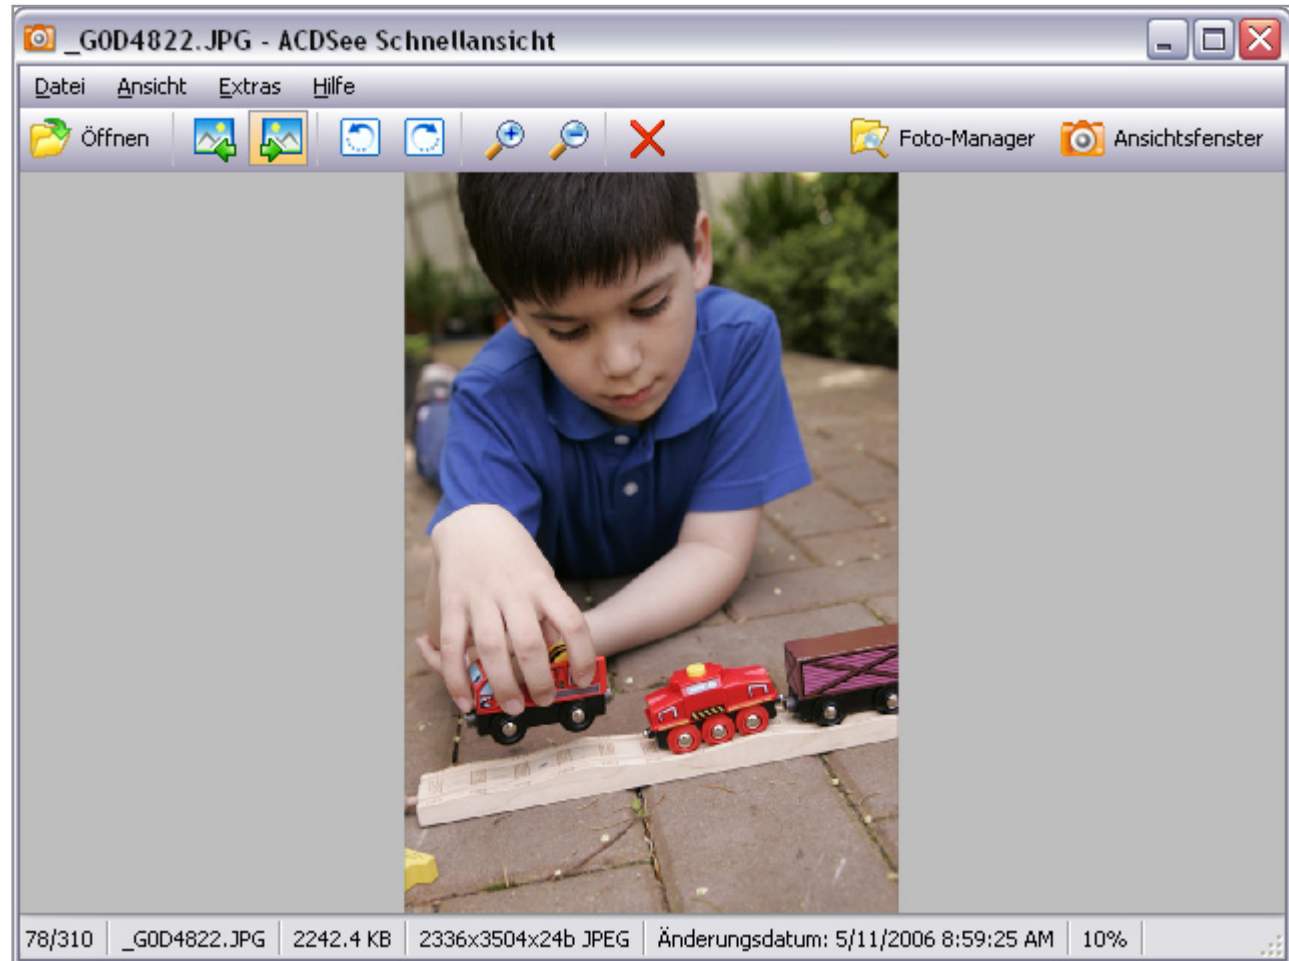 _G0D4822.JPG - ACDSee Schnellansicht
Datei Ansicht Extras Hilfe
Öffnen Foto-Manager Ansichtsfenster
78/310 _G0D4822.JPG 2242.4 KB 2336x3504x24b JPEG Änderungsdatum: 5/11/2006 8:59:25 AM 10%